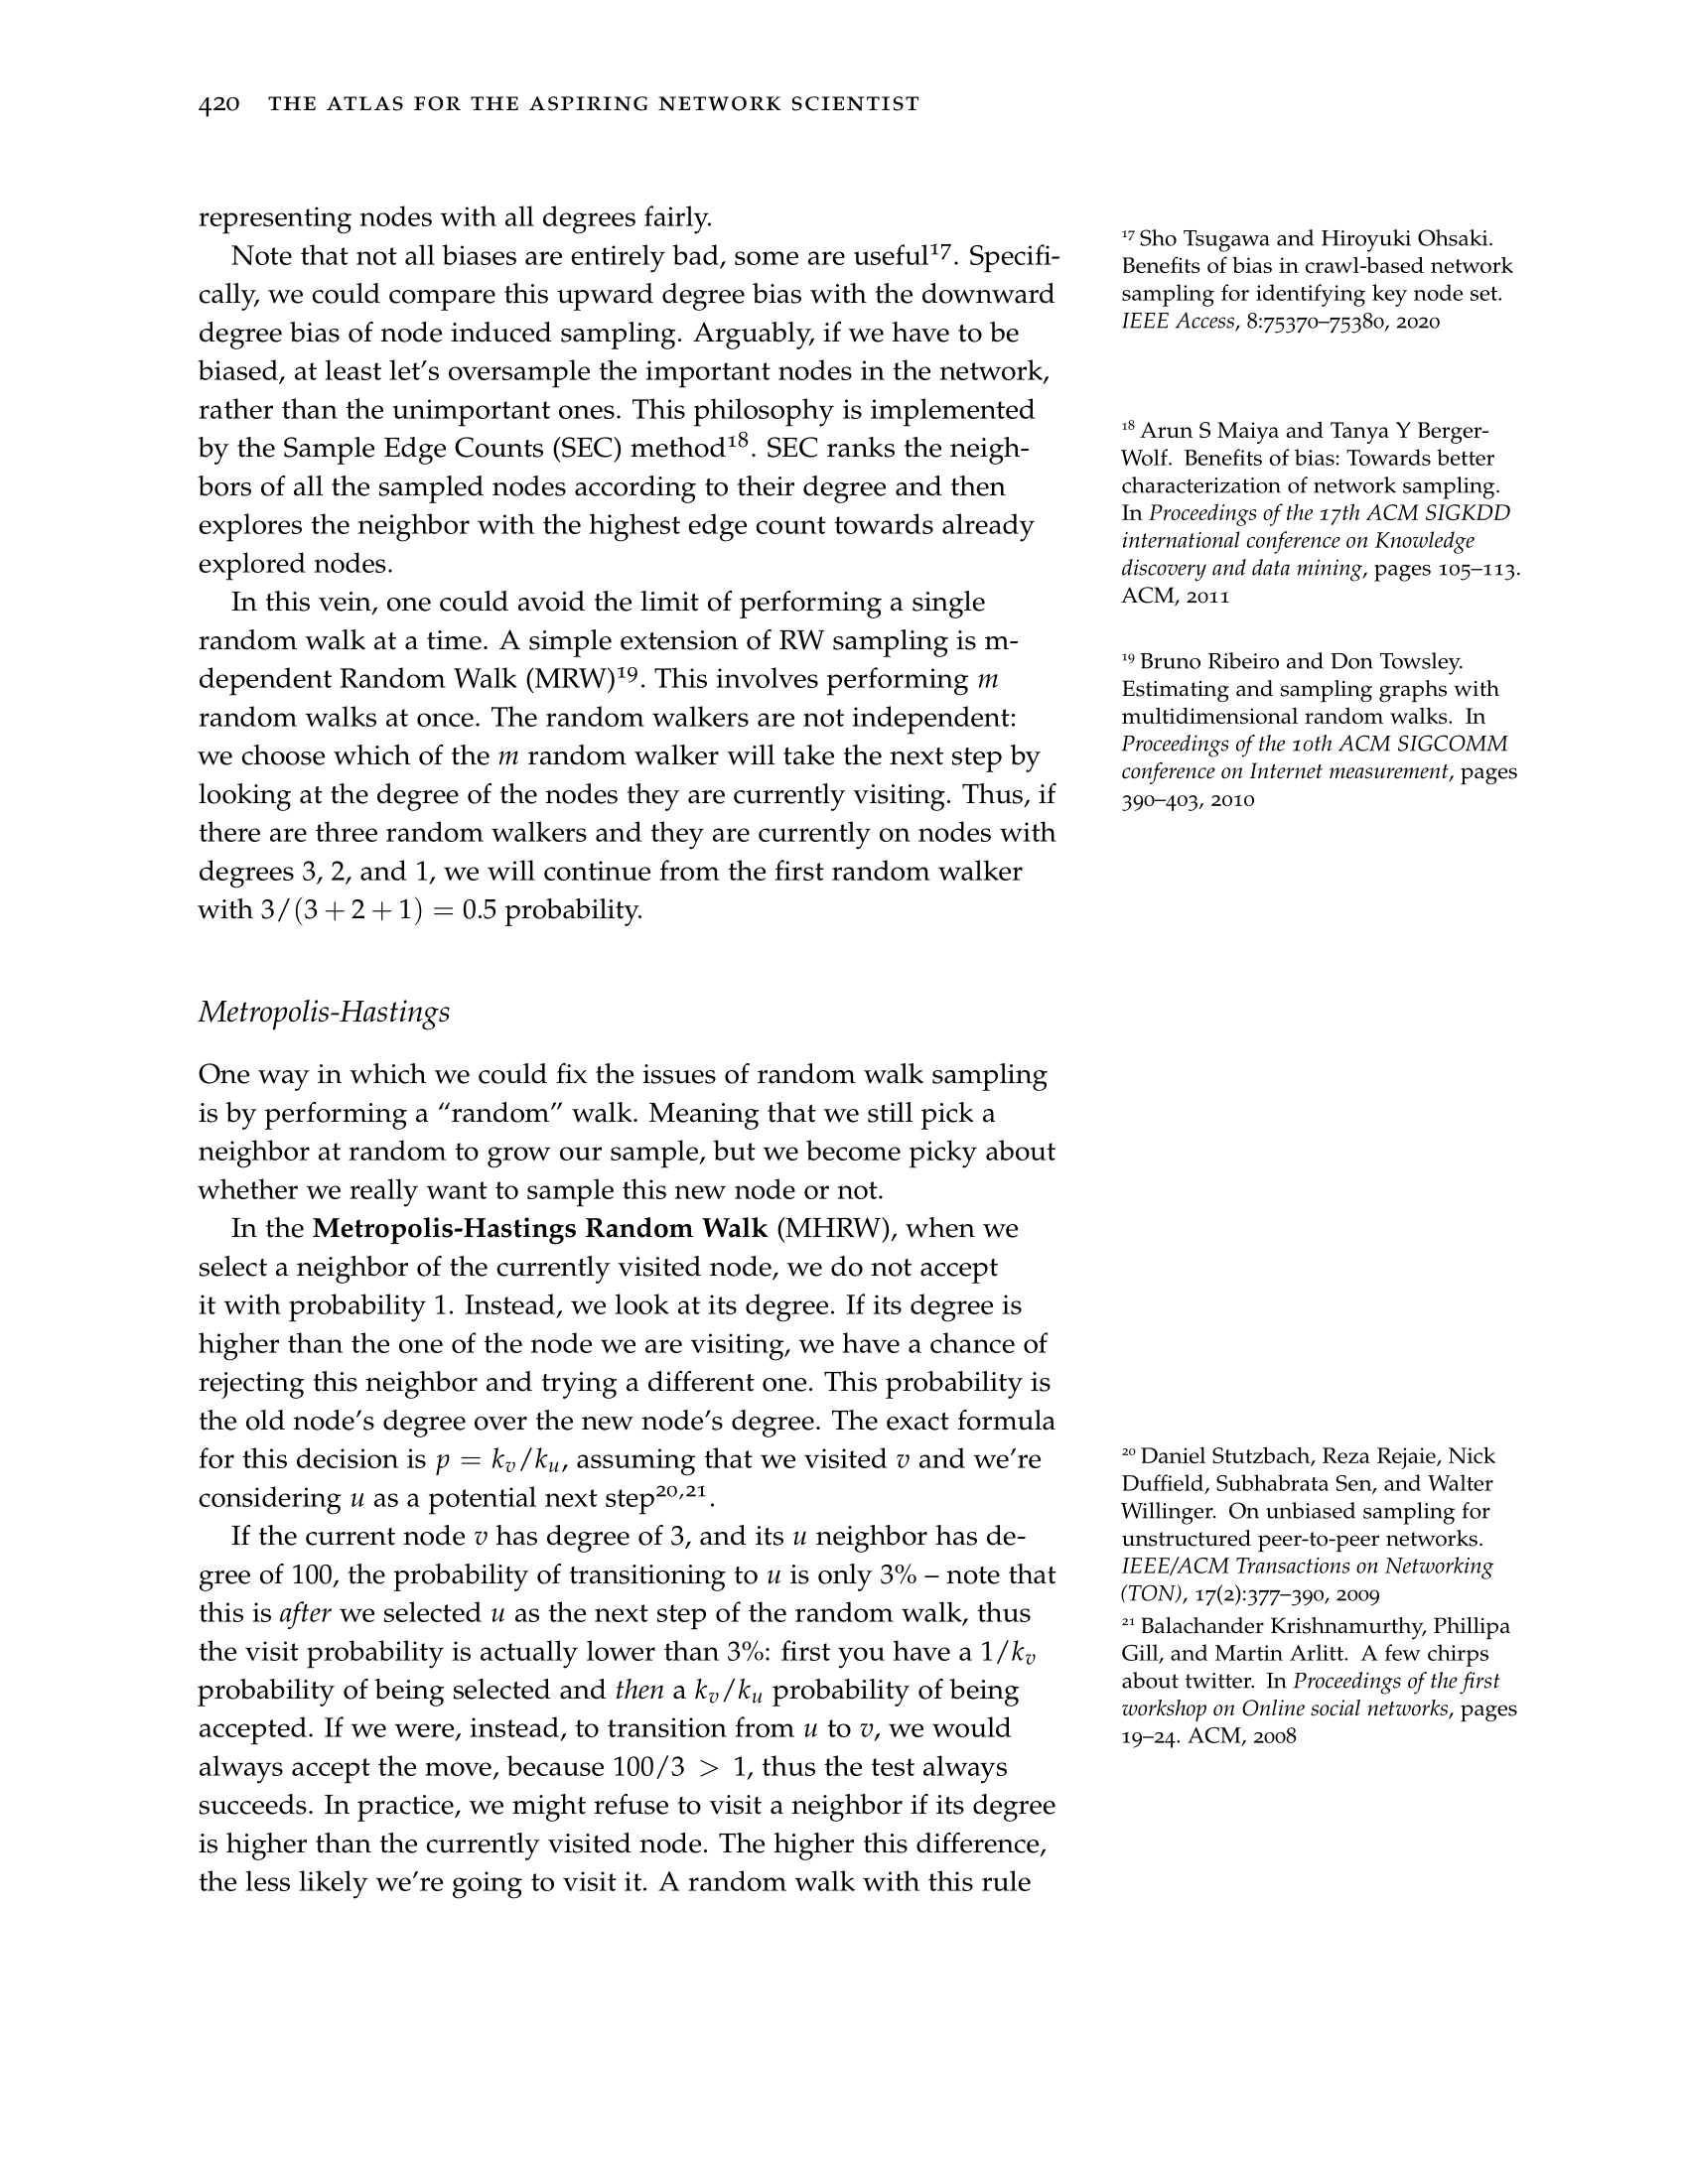 420 THE ATLAS FOR THE ASPIRING NETWORK SCIENTIST
representing nodes with all degrees fairly.
Note that not all biases are entirely bad, some are useful¹⁷. Specifi-
cally, we could compare this upward degree bias with the downward
degree bias of node induced sampling. Arguably, if we have to be
biased, at least let's oversample the important nodes in the network,
rather than the unimportant ones. This philosophy is implemented
by the Sample Edge Counts (SEC) method¹⁸. SEC ranks the neigh-
bors of all the sampled nodes according to their degree and then
explores the neighbor with the highest edge count towards already
explored nodes.
In this vein, one could avoid the limit of performing a single
random walk at a time. A simple extension of RW sampling is m-
dependent Random Walk (MRW)¹⁹. This involves performing m
random walks at once. The random walkers are not independent:
we choose which of the m random walker will take the next step by
looking at the degree of the nodes they are currently visiting. Thus, if
there are three random walkers and they are currently on nodes with
degrees 3, 2, and 1, we will continue from the first random walker
with 3/(3 + 2 + 1) = 0.5 probability.
Metropolis-Hastings
One way in which we could fix the issues of random walk sampling
is by performing a “random” walk. Meaning that we still pick a
neighbor at random to grow our sample, but we become picky about
whether we really want to sample this new node or not.
In the Metropolis-Hastings Random Walk (MHRW), when we
select a neighbor of the currently visited node, we do not accept
it with probability 1. Instead, we look at its degree. If its degree is
higher than the one of the node we are visiting, we have a chance of
rejecting this neighbor and trying a different one. This probability is
the old node's degree over the new node's degree. The exact formula
for this decision is p = kᵥ/kᵤ, assuming that we visited v and we're
considering u as a potential next step²⁰,²¹.
If the current node v has degree of 3, and its u neighbor has de-
gree of 100, the probability of transitioning to u is only 3% – note that
this is after we selected u as the next step of the random walk, thus
the visit probability is actually lower than 3%: first you have a 1/kᵥ
probability of being selected and then a kᵥ/kᵤ probability of being
accepted. If we were, instead, to transition from u to v, we would
always accept the move, because 100/3 > 1, thus the test always
succeeds. In practice, we might refuse to visit a neighbor if its degree
is higher than the currently visited node. The higher this difference,
the less likely we're going to visit it. A random walk with this rule
¹⁷ Sho Tsugawa and Hiroyuki Ohsaki.
Benefits of bias in crawl-based network
sampling for identifying key node set.
IEEE Access, 8:75370–75380, 2020
¹⁸ Arun S Maiya and Tanya Y Berger-
Wolf. Benefits of bias: Towards better
characterization of network sampling.
In Proceedings of the 17th ACM SIGKDD
international conference on Knowledge
discovery and data mining, pages 105–113.
ACM, 2011
¹⁹ Bruno Ribeiro and Don Towsley.
Estimating and sampling graphs with
multidimensional random walks. In
Proceedings of the 10th ACM SIGCOMM
conference on Internet measurement, pages
390–403, 2010
²⁰ Daniel Stutzbach, Reza Rejaie, Nick
Duffield, Subhabrata Sen, and Walter
Willinger. On unbiased sampling for
unstructured peer-to-peer networks.
IEEE/ACM Transactions on Networking
(TON), 17(2):377–390, 2009
²¹ Balachander Krishnamurthy, Phillipa
Gill, and Martin Arlitt. A few chirps
about twitter. In Proceedings of the first
workshop on Online social networks, pages
19–24. ACM, 2008